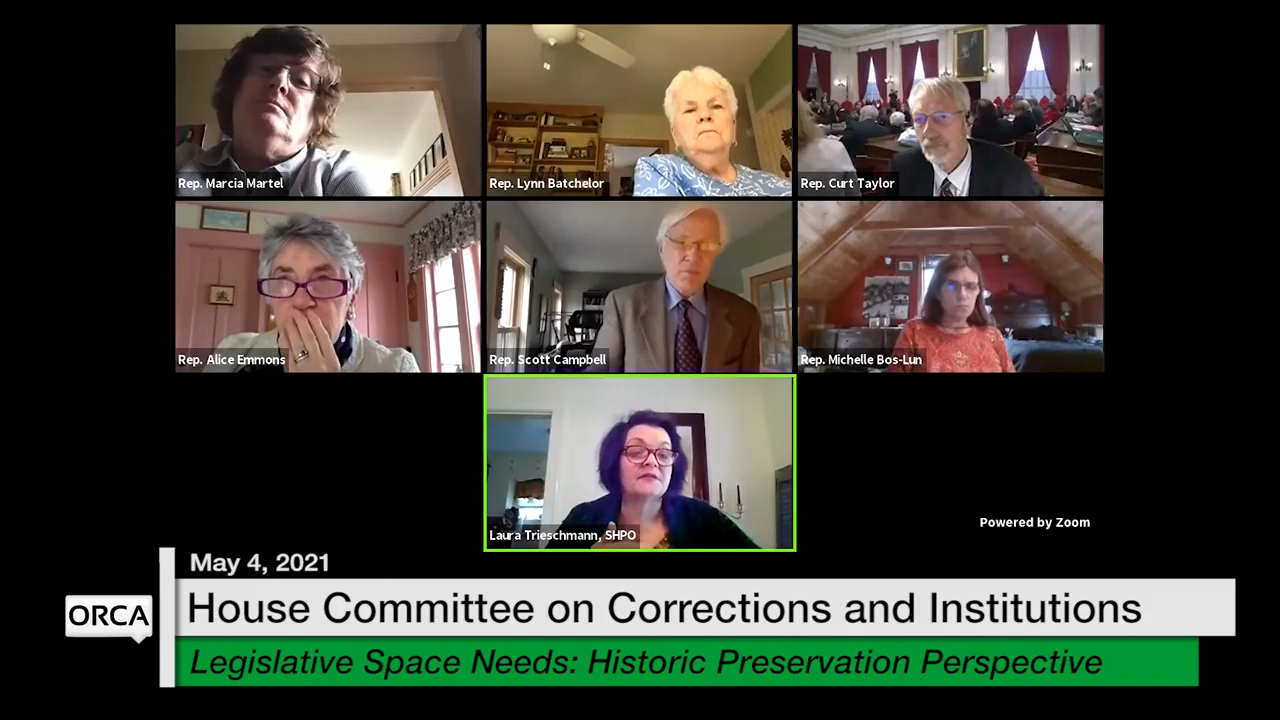 Rep. Marcia Martel
Rep. Lynn Batchelor
Rep. Curt Taylor
Rep. Alice Emmons
Rep. Scott Campbell
Rep. Michelle Bos-Lun
Laura Trieschmann, SHPO
Powered by Zoom
May 4, 2021
ORCA
House Committee on Corrections and Institutions
Legislative Space Needs: Historic Preservation Perspective